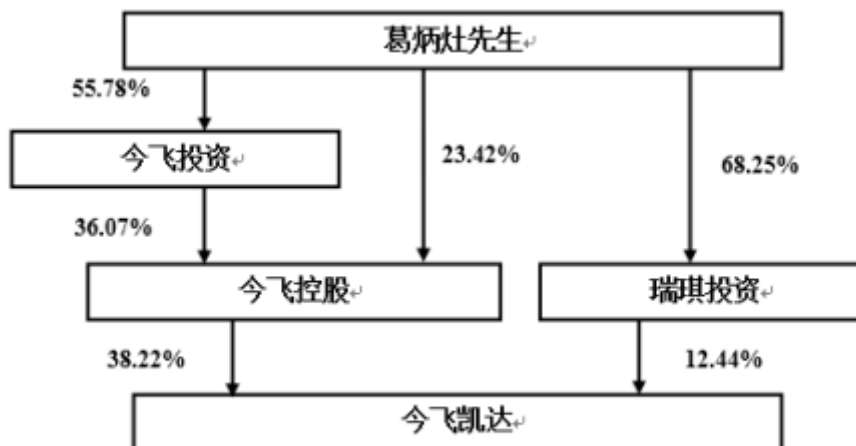 葛炳灶先生
55.78%
今飞投资
23.42%
68.25%
36.07%
今飞控股
瑞琪投资
38.22%
12.44%
今飞凯达